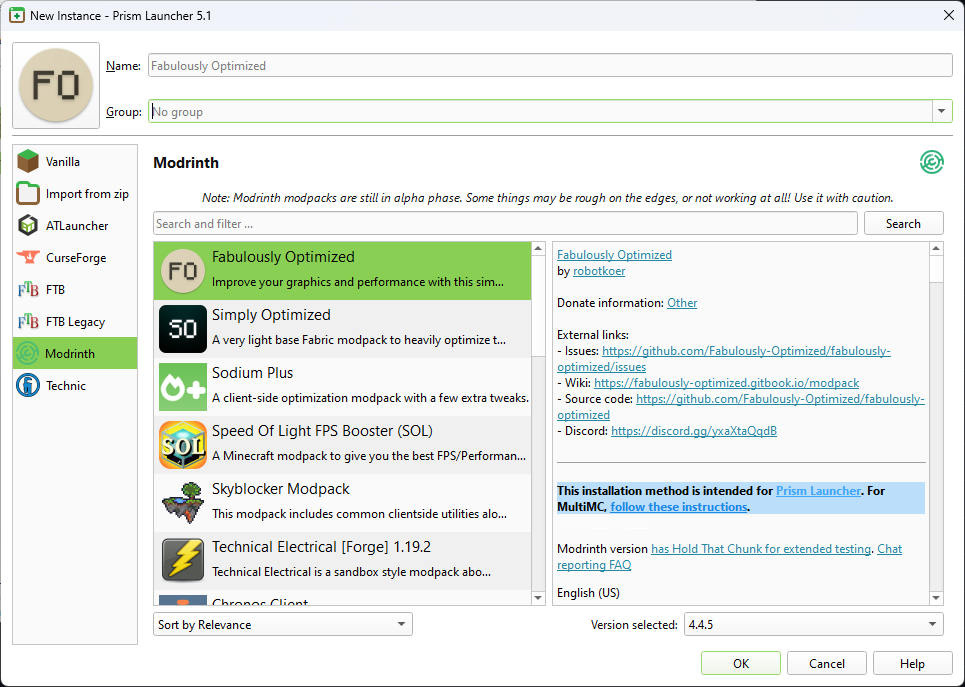 New Instance - Prism Launcher 5.1
FO
Name:
Fabulously Optimized
Group:
No group
Vanilla
Import from zip
ATLauncher
CurseForge
FTB
FTB Legacy
Modrinth
Technic
Modrinth
Note: Modrinth modpacks are still in alpha phase. Some things may be rough on the edges, or not working at all! Use it with caution.
Search and filter ...
Search
FO
Fabulously Optimized
Improve your graphics and performance with this sim...
SO
Simply Optimized
A very light base Fabric modpack to heavily optimize t...
Sodium Plus
A client-side optimization modpack with a few extra tweaks.
SOL
Speed Of Light FPS Booster (SOL)
A Minecraft modpack to give you the best FPS/Performan...
Skyblocker Modpack
This modpack includes common clientside utilities alo...
Technical Electrical [Forge] 1.19.2
Technical Electrical is a sandbox style modpack abo...
Chronos Client
Fabulously Optimized
by robotkoer
Donate information: Other
External links:
- Issues: https://github.com/Fabulously-Optimized/fabulously-
optimized/issues
- Wiki: https://fabulously-optimized.gitbook.io/modpack
- Source code: https://github.com/Fabulously-Optimized/fabulously-
optimized
- Discord: https://discord.gg/yxaXtaQqdB
This installation method is intended for Prism Launcher. For
MultiMC, follow these instructions.
Modrinth version has Hold That Chunk for extended testing. Chat
reporting FAQ
English (US)
Sort by Relevance
Version selected:
4.4.5
OK
Cancel
Help